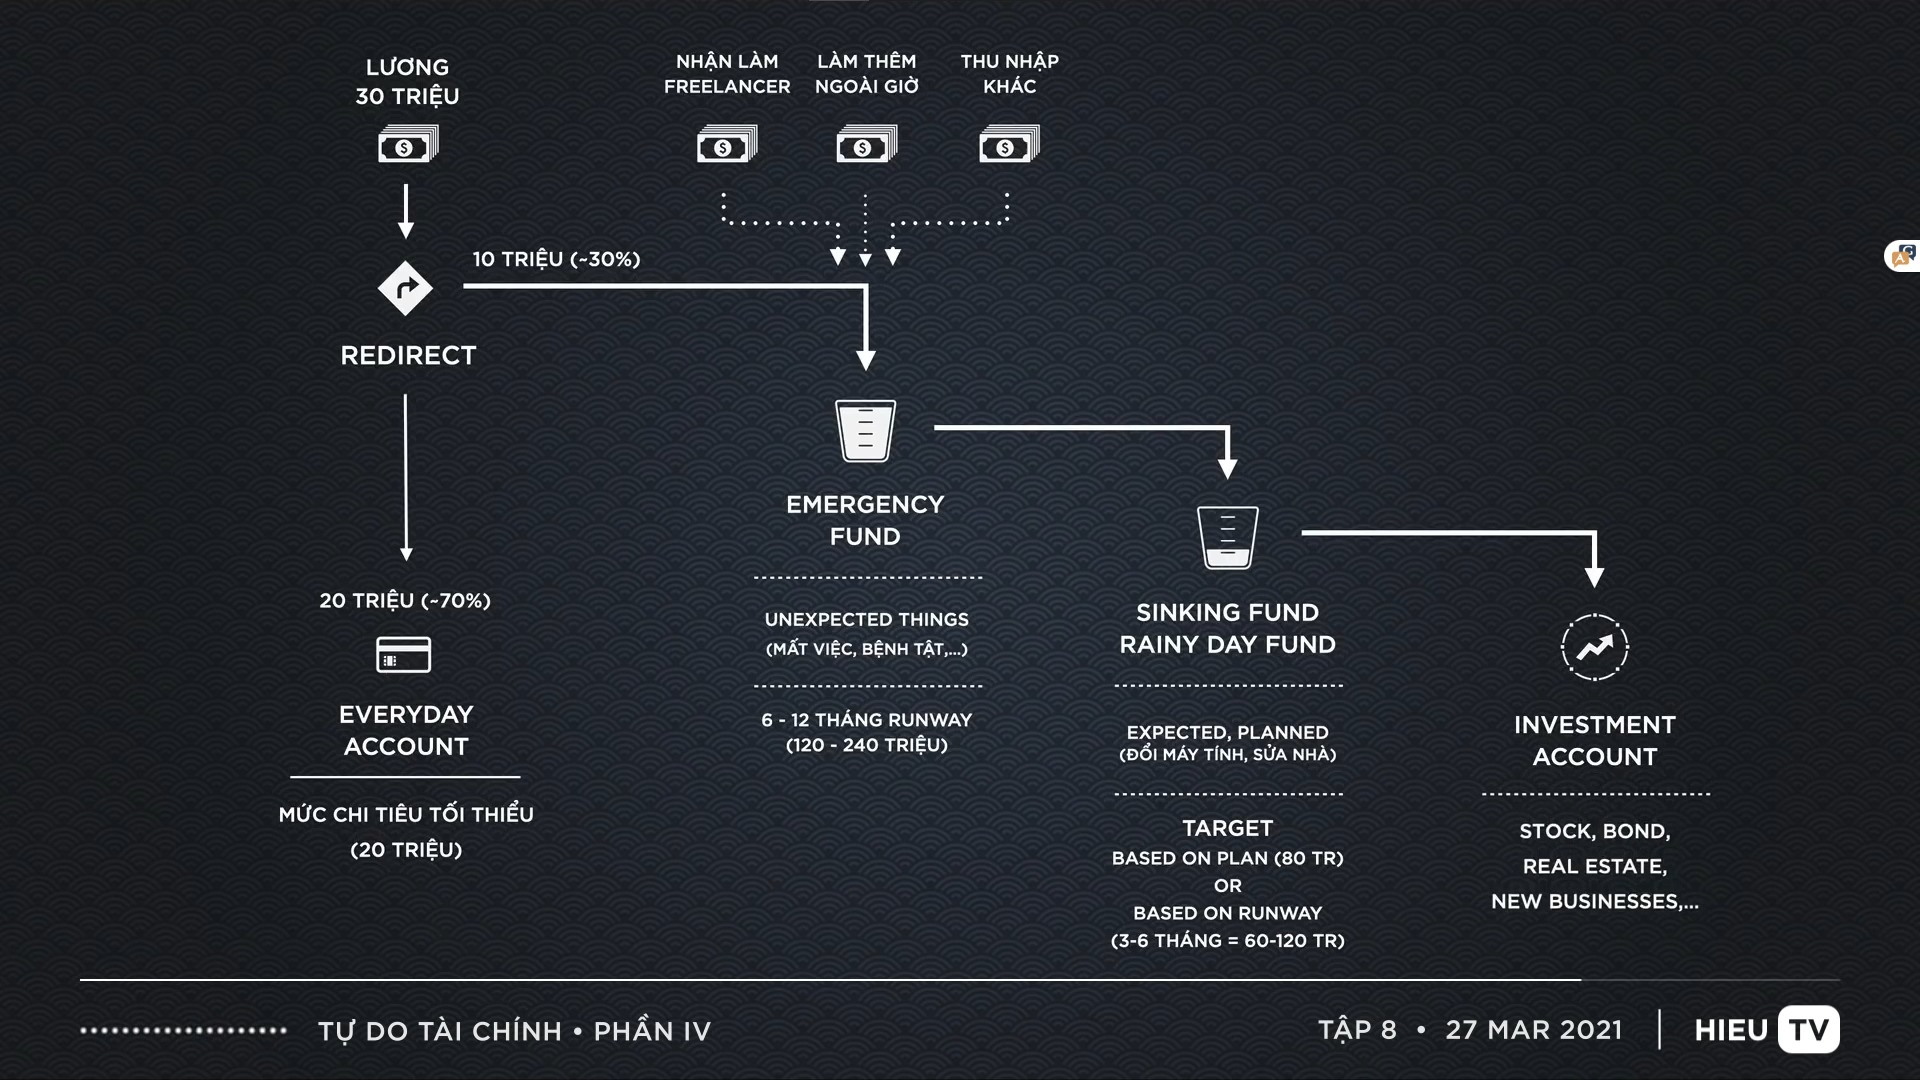 LƯƠNG
30 TRIỆU
NHẬN LÀM
FREELANCER
LÀM THÊM
NGOÀI GIỜ
THU NHẬP
KHÁC
10 TRIỆU (~30%)
REDIRECT
EMERGENCY
FUND
UNEXPECTED THINGS
(MẤT VIỆC, BỆNH TẬT,...)
6 - 12 THÁNG RUNWAY
(120 - 240 TRIỆU)
SINKING FUND
RAINY DAY FUND
EXPECTED, PLANNED
(ĐỔI MÁY TÍNH, SỬA NHÀ)
TARGET
BASED ON PLAN (80 TR)
OR
BASED ON RUNWAY
(3-6 THÁNG = 60-120 TR)
INVESTMENT
ACCOUNT
STOCK, BOND,
REAL ESTATE,
NEW BUSINESSES,...
20 TRIỆU (~70%)
EVERYDAY
ACCOUNT
MỨC CHI TIÊU TỐI THIỂU
(20 TRIỆU)
TỰ DO TÀI CHÍNH • PHẦN IV
TẬP 8 • 27 MAR 2021
HIEU TV